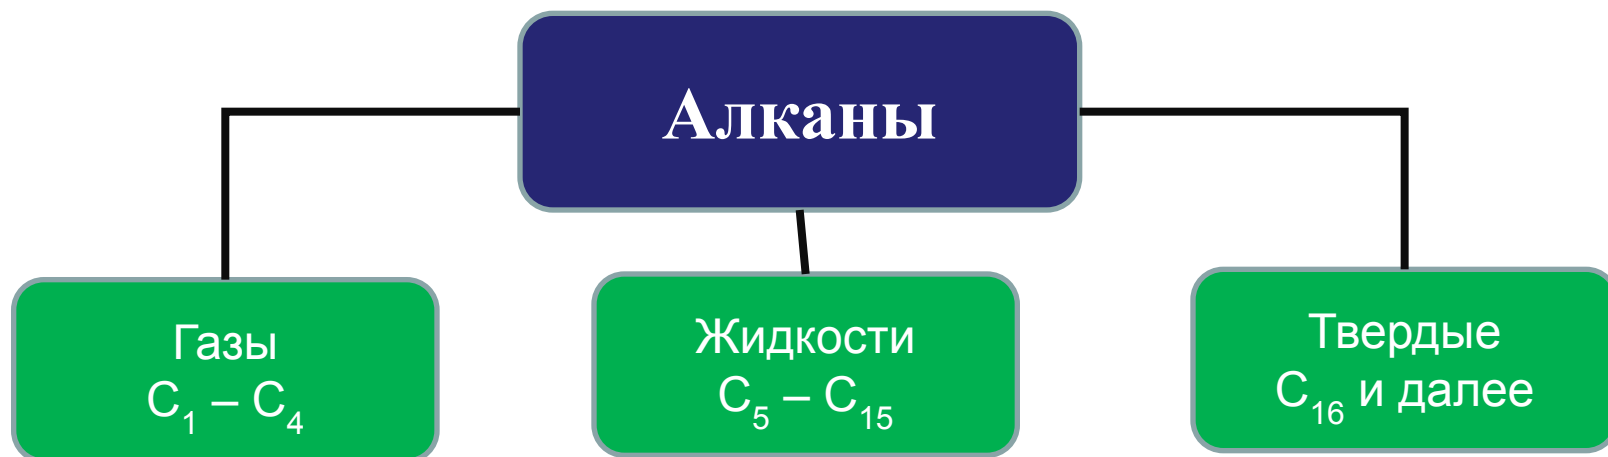 Алканы
Газы
C₁ – C₄
Жидкости
C₅ – C₁₅
Твердые
C₁₆ и далее